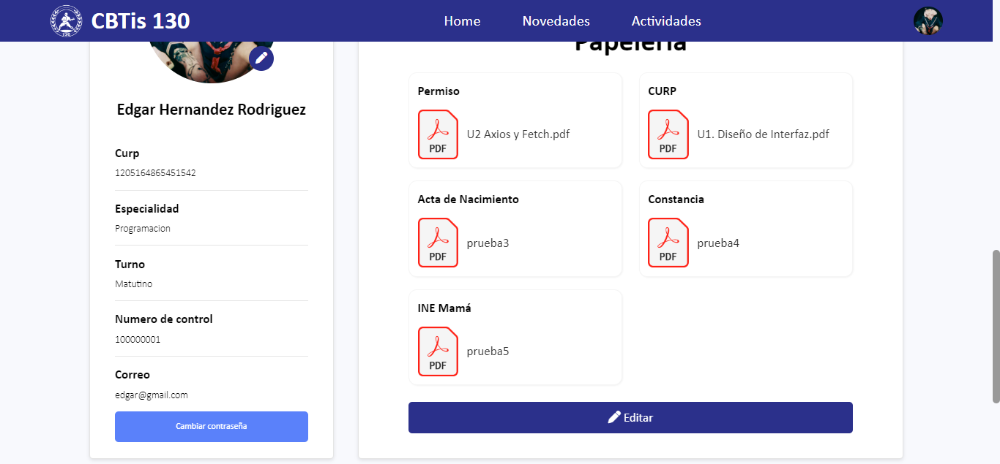 CBTis 130
Home
Novedades
Actividades
130
Edgar Hernandez Rodriguez
Curp
1205164865451542
Especialidad
Programacion
Turno
Matutino
Numero de control
100000001
Correo
edgar@gmail.com
Cambiar contraseña
Papelería
Permiso
PDF
U2 Axios y Fetch.pdf
CURP
PDF
U1. Diseño de Interfaz.pdf
Acta de Nacimiento
PDF
prueba3
Constancia
PDF
prueba4
INE Mamá
PDF
prueba5
Editar